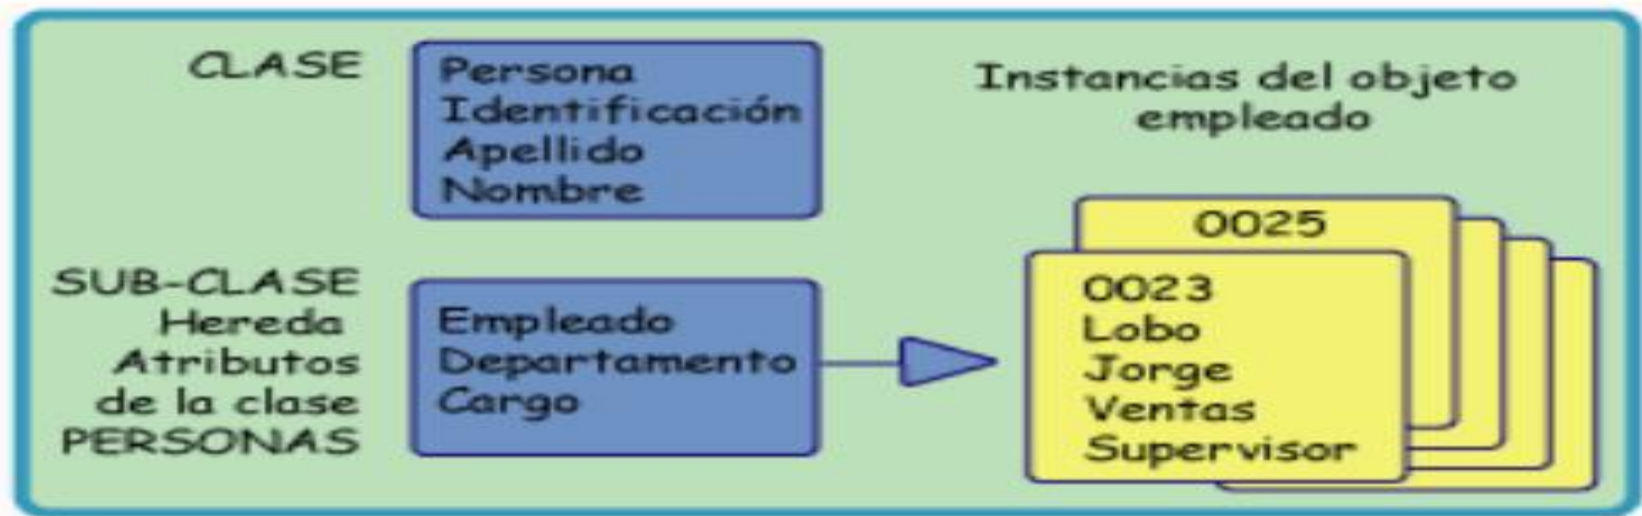 CLASE
Persona
Identificación
Apellido
Nombre
Instancias del objeto
empleado
SUB-CLASE
Hereda
Atributos
de la clase
PERSONAS
Empleado
Departamento
Cargo
0025
0023
Lobo
Jorge
Ventas
Supervisor